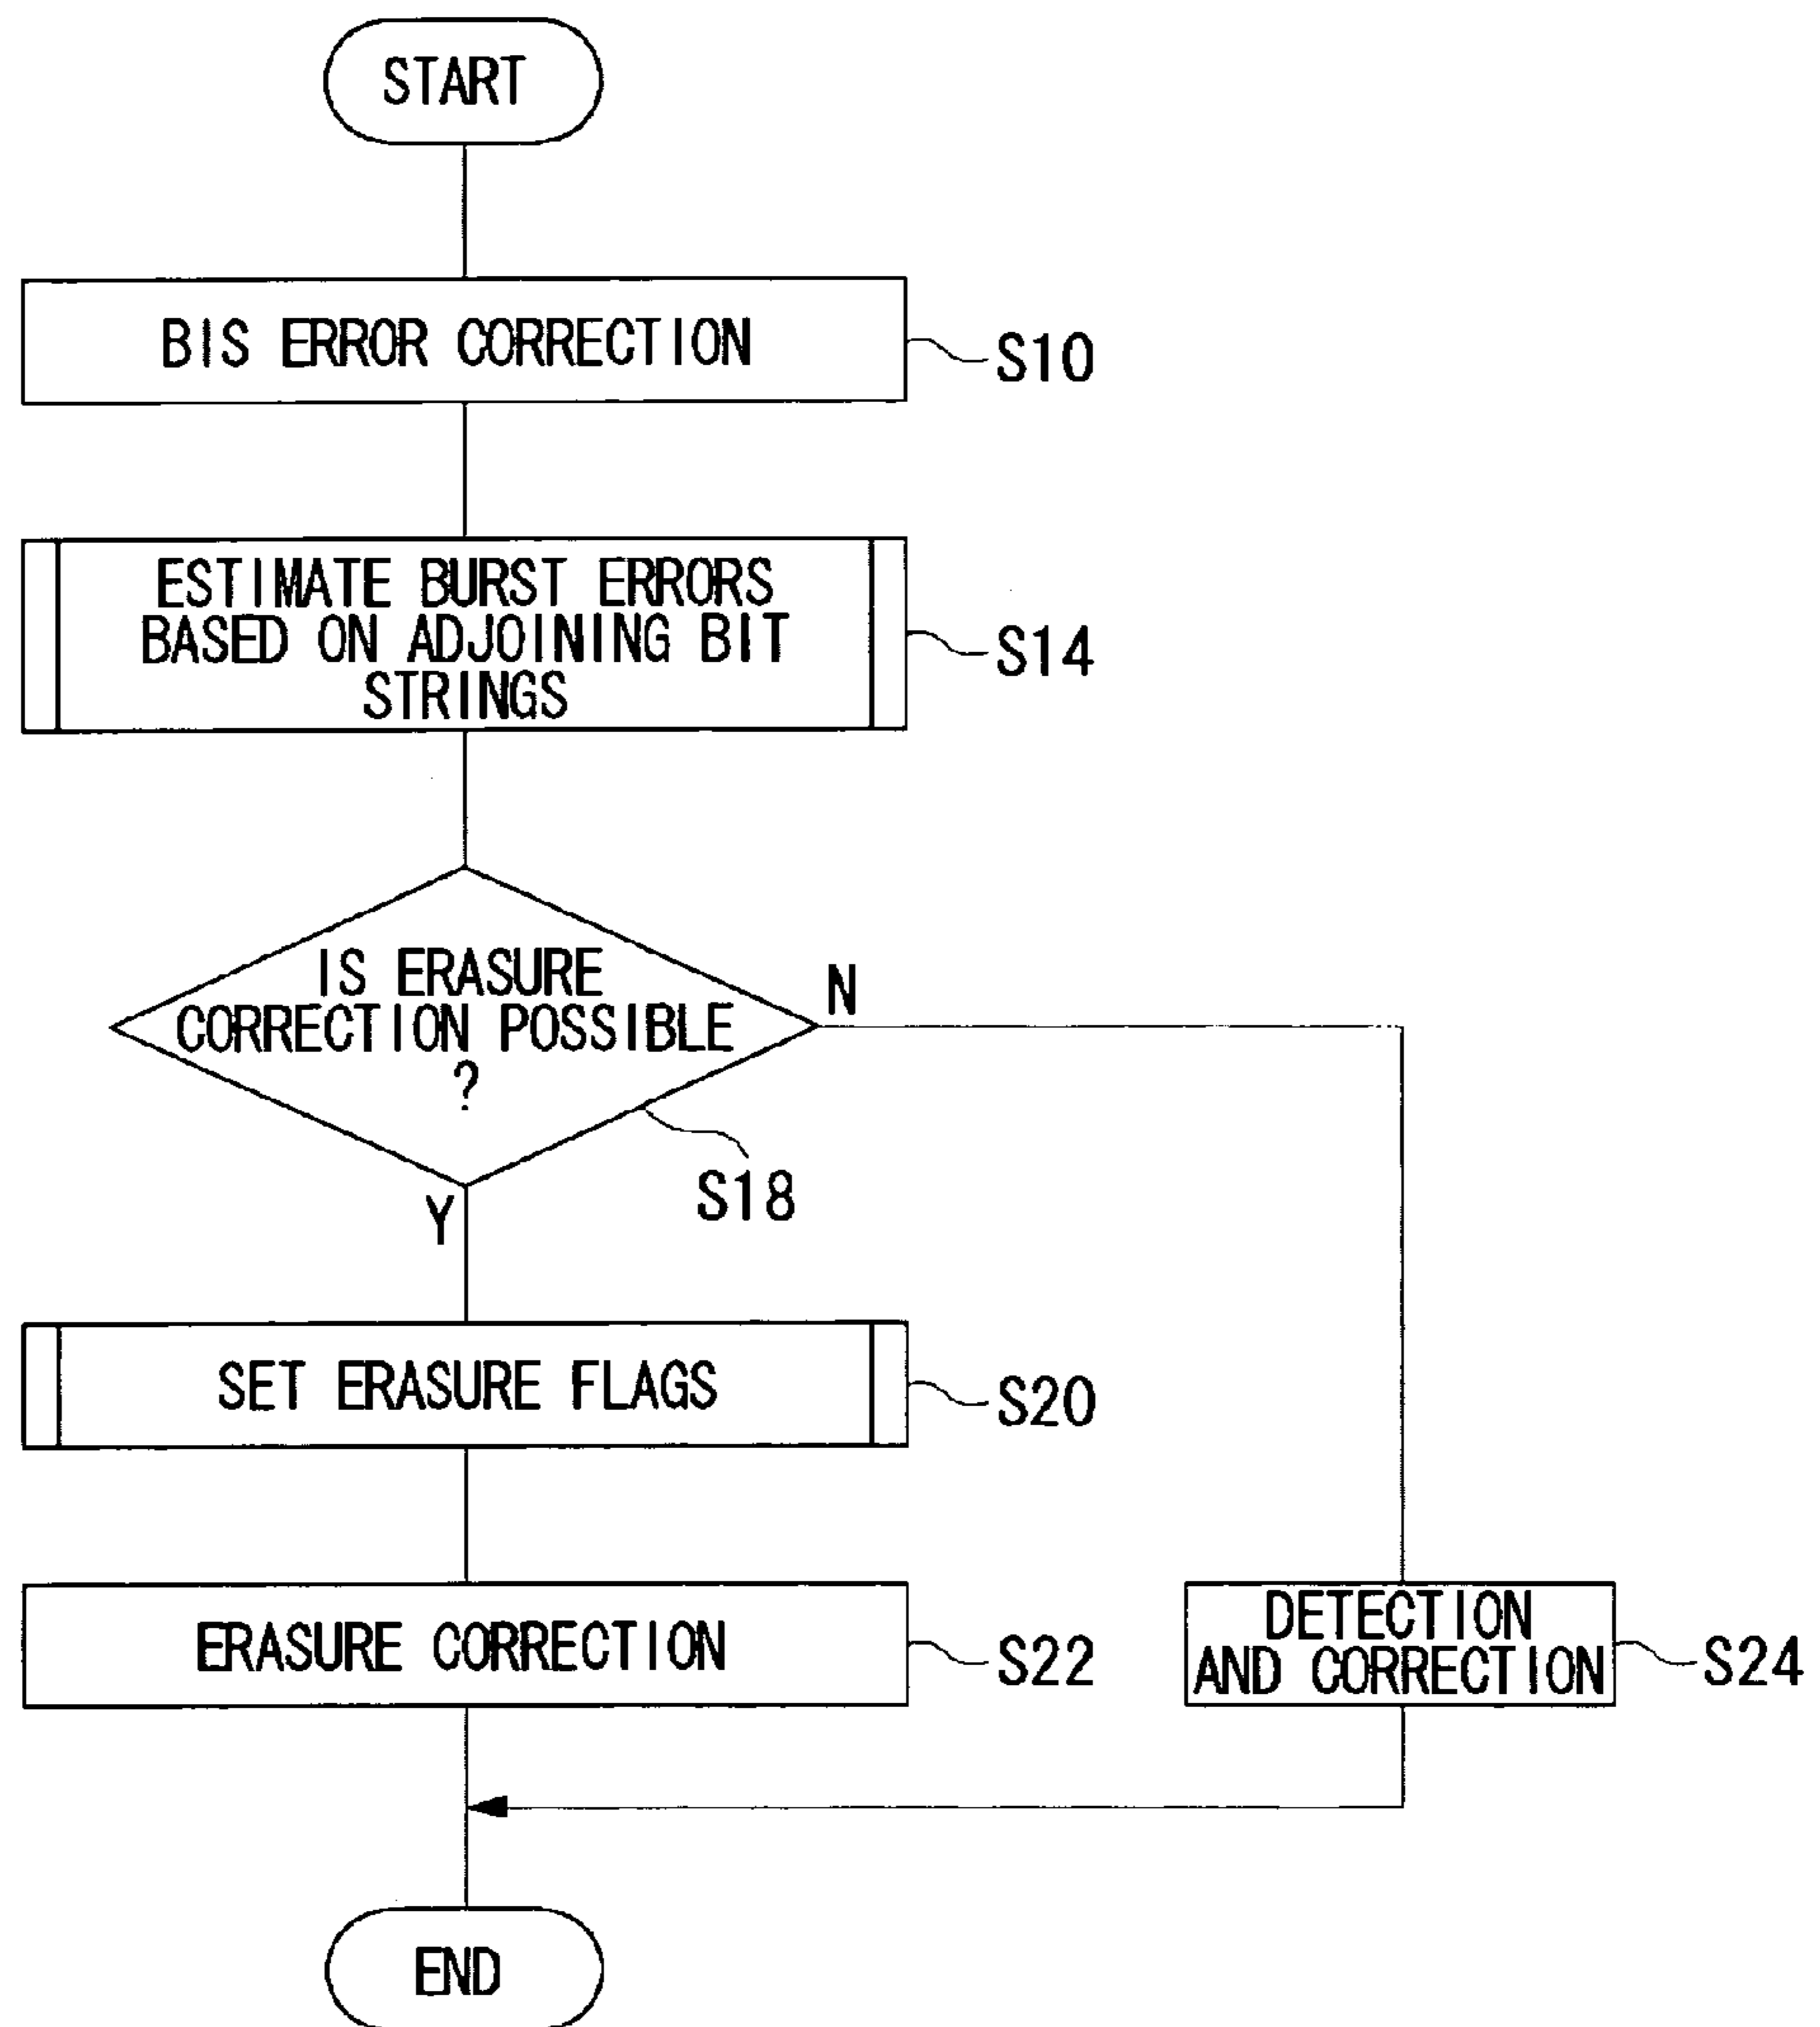 START
BIS ERROR CORRECTION
S10
ESTIMATE BURST ERRORS
BASED ON ADJOINING BIT
STRINGS
S14
IS ERASURE
CORRECTION POSSIBLE
?
N
S18
Y
SET ERASURE FLAGS
S20
ERASURE CORRECTION
S22
DETECTION
AND CORRECTION
S24
END